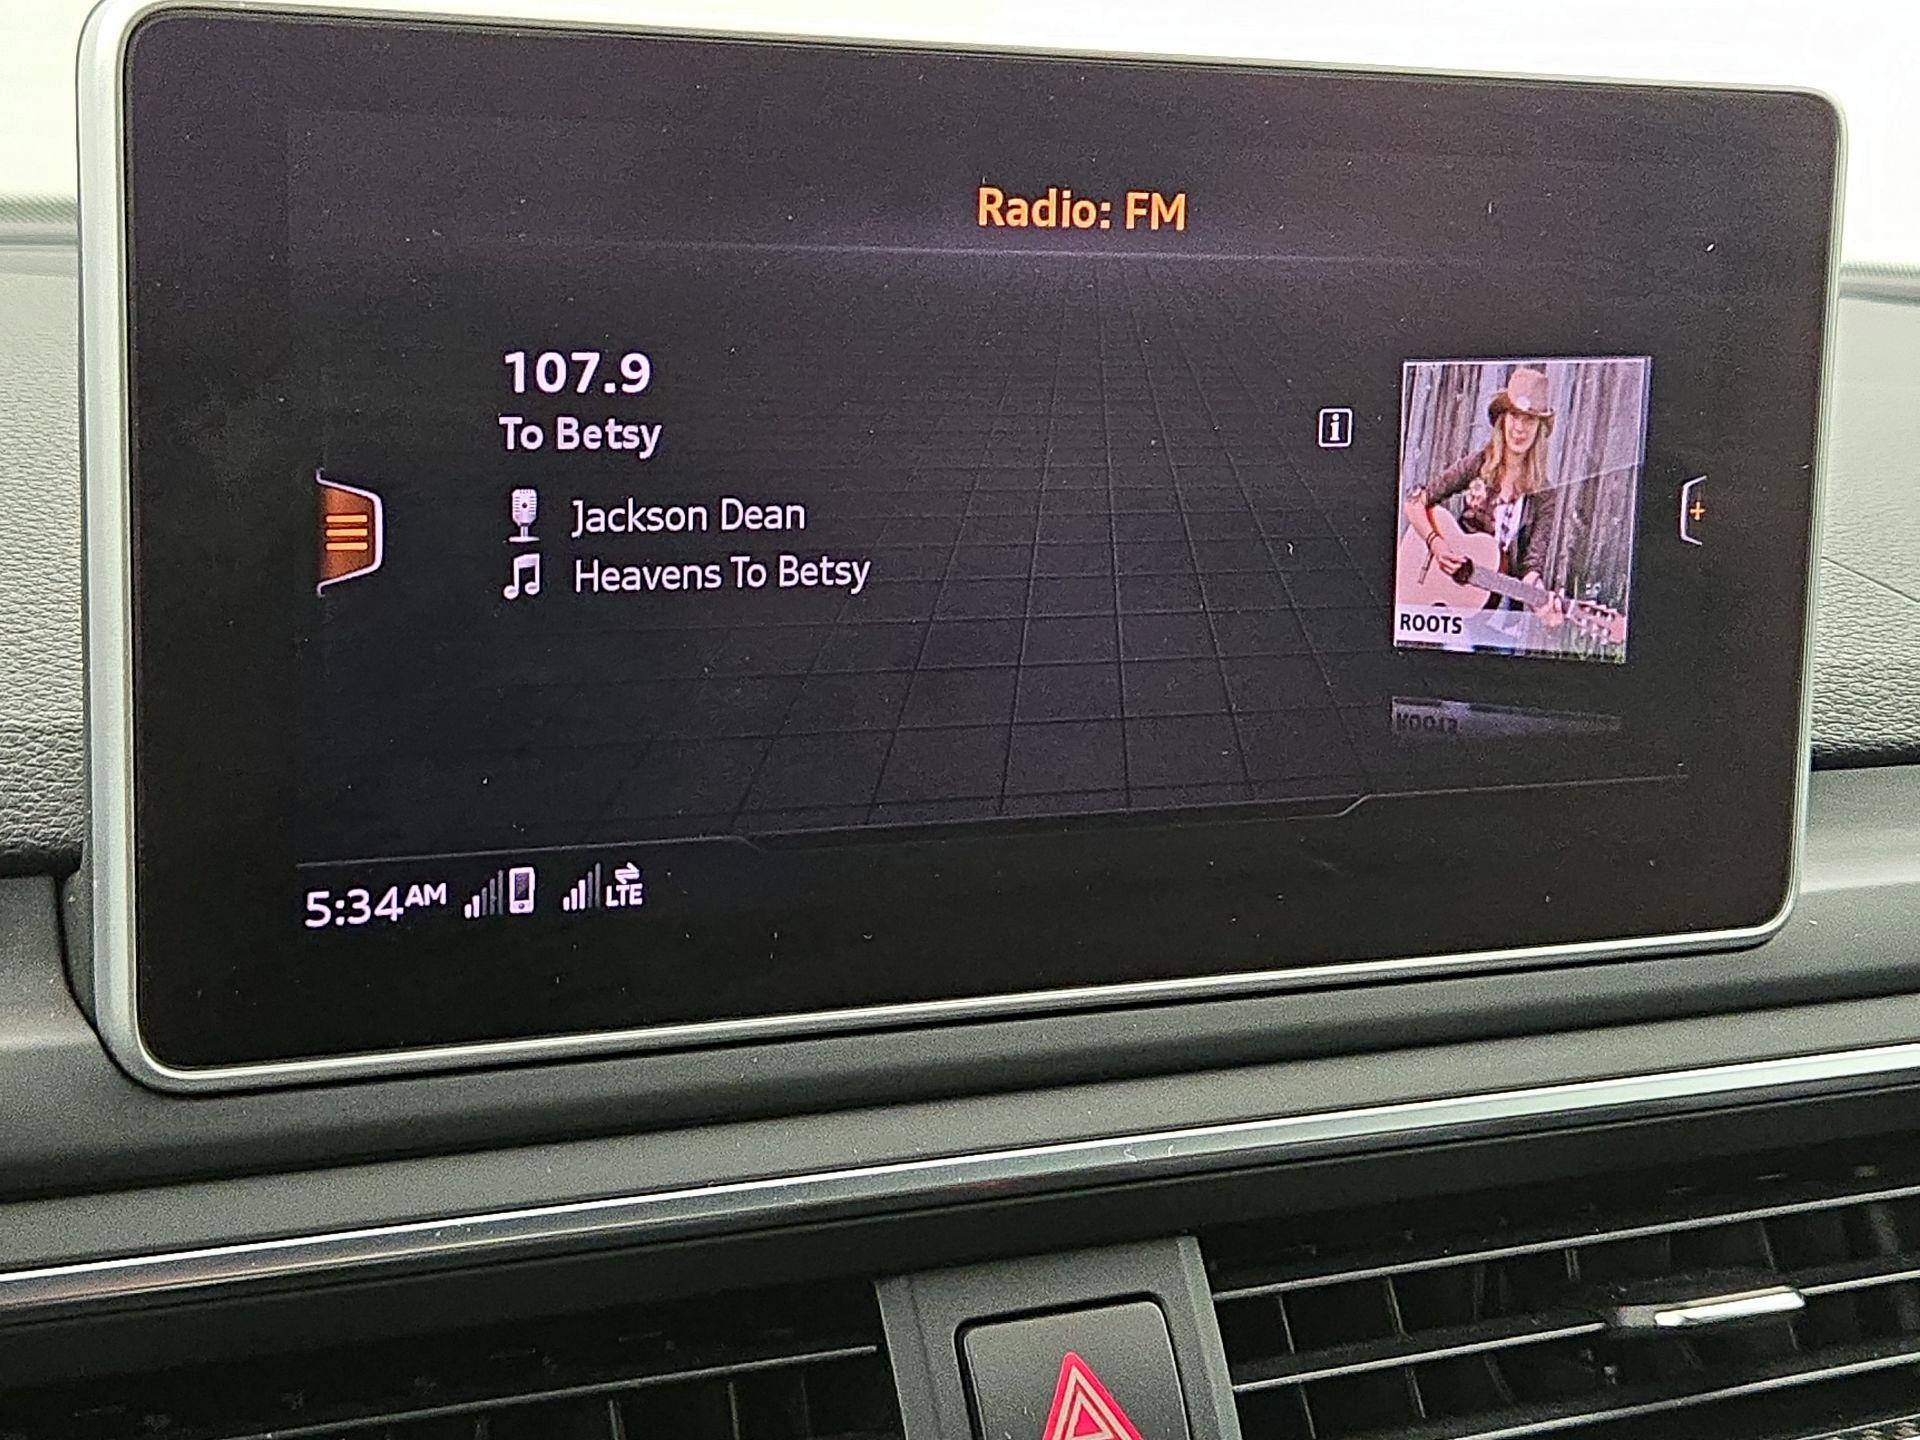 Radio: FM
107.9
To Betsy
Jackson Dean
Heavens To Betsy
ROOTS
5:34AM
LTE